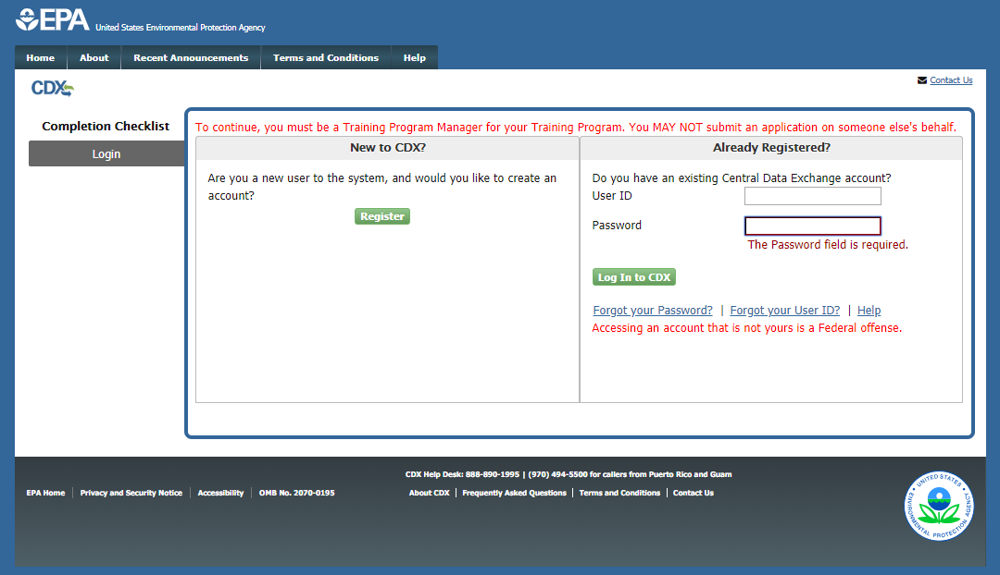 EPA United States Environmental Protection Agency
Home About Recent Announcements Terms and Conditions Help
CDX
Contact Us
Completion Checklist
Login
To continue, you must be a Training Program Manager for your Training Program. You MAY NOT submit an application on someone else's behalf.
New to CDX?
Are you a new user to the system, and would you like to create an
account?
Register
Already Registered?
Do you have an existing Central Data Exchange account?
User ID
Password
The Password field is required.
Log In to CDX
Forgot your Password? | Forgot your User ID? | Help
Accessing an account that is not yours is a Federal offense.
CDX Help Desk: 888-890-1995 | (970) 494-5500 for callers from Puerto Rico and Guam
EPA Home | Privacy and Security Notice | Accessibility | OMB No. 2070-0195
About CDX | Frequently Asked Questions | Terms and Conditions | Contact Us
UNITED STATES ENVIRONMENTAL PROTECTION AGENCY